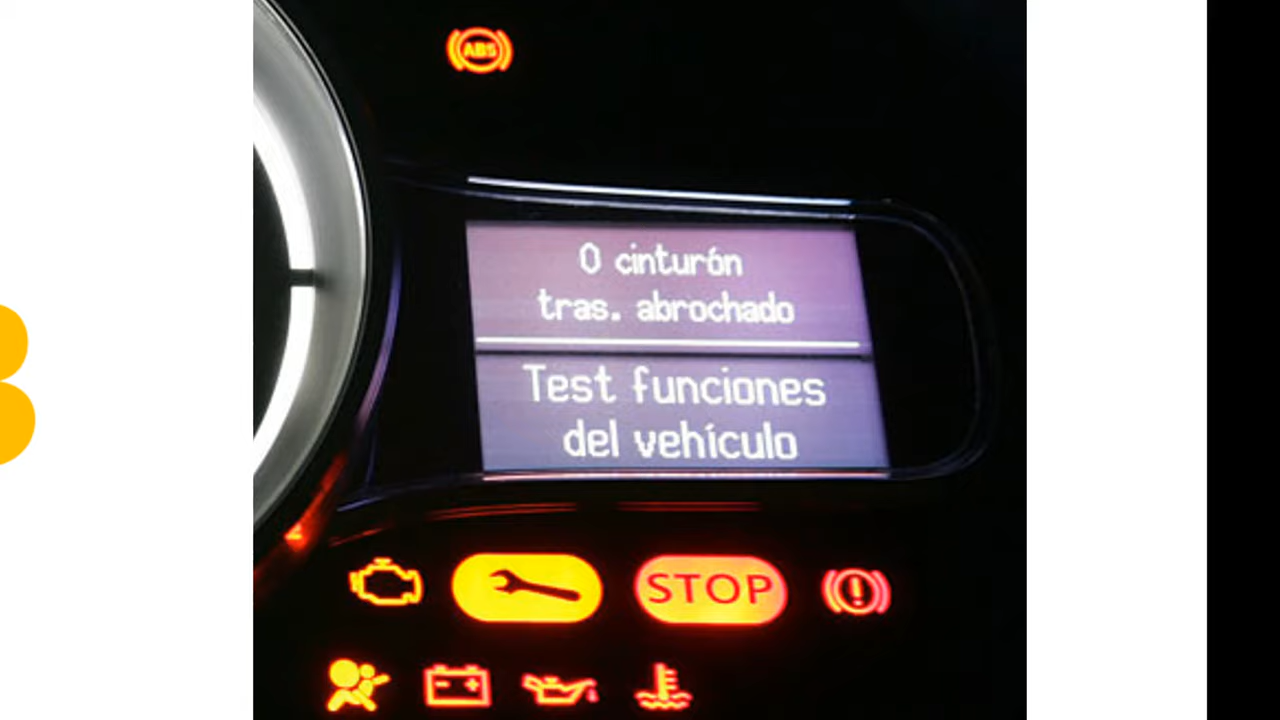 ABS
0 cinturón
tras. abrochado
Test funciones
del vehículo
STOP